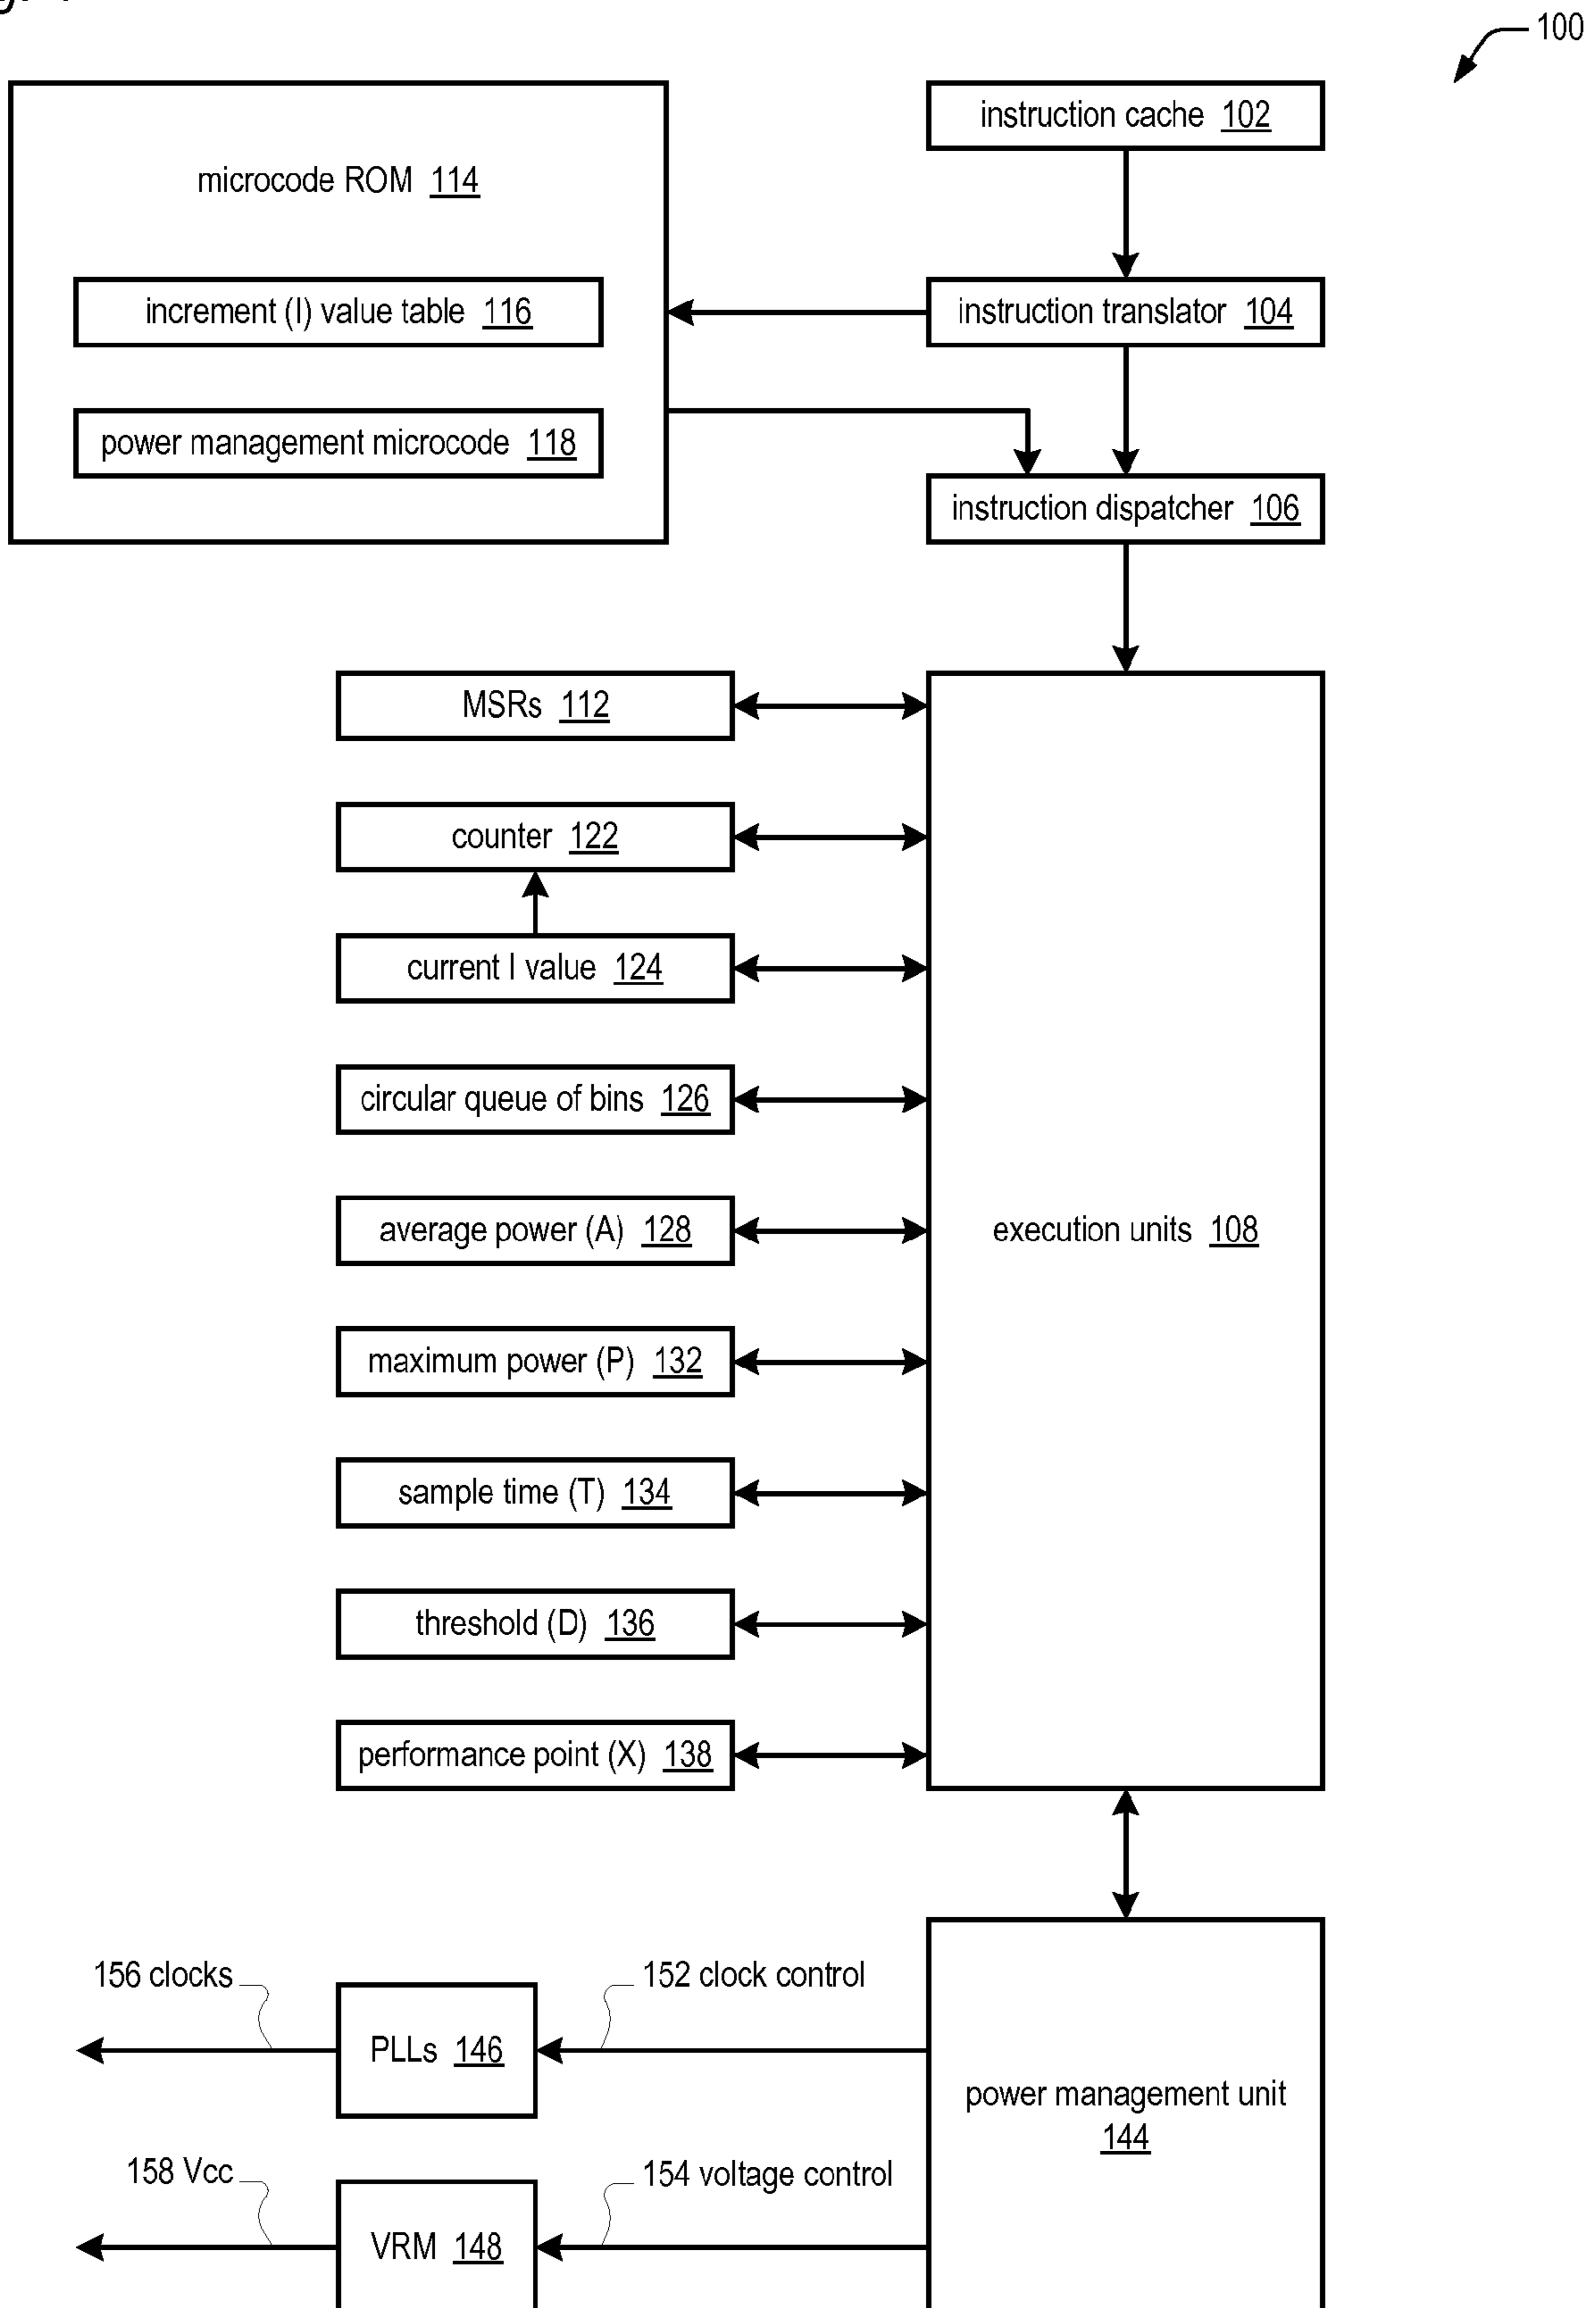 100
instruction cache 102
microcode ROM 114
increment (I) value table 116
instruction translator 104
power management microcode 118
instruction dispatcher 106
MSRs 112
counter 122
current I value 124
circular queue of bins 126
average power (A) 128
execution units 108
maximum power (P) 132
sample time (T) 134
threshold (D) 136
performance point (X) 138
156 clocks
152 clock control
PLLs 146
power management unit
144
158 Vcc
154 voltage control
VRM 148